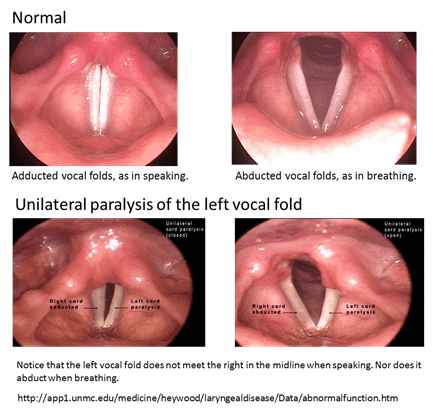 Normal
Adducted vocal folds, as in speaking.
Abducted vocal folds, as in breathing.
Unilateral paralysis of the left vocal fold
Unilateral
cord paralysis
(closed)
Right cord
adducted
Left cord
paralysis
Unilateral
cord paralysis
(open)
Right cord
abducted
Left cord
paralysis
Notice that the left vocal fold does not meet the right in the midline when speaking. Nor does it
abduct when breathing.
http://app1.unmc.edu/medicine/heywood/laryngealdisease/Data/abnormalfunction.htm